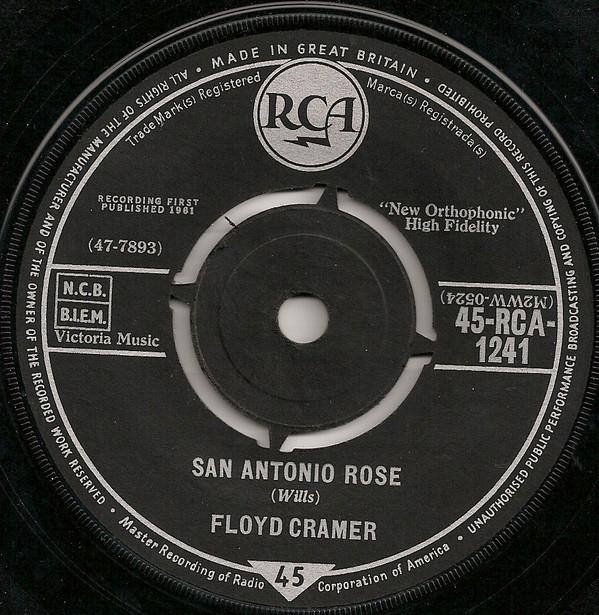 ALL RIGHTS OF THE MANUFACTURER AND OF THE OWNER OF THE RECORDED WORK RESERVED • MADE IN GREAT BRITAIN • UNAUTHORISED PUBLIC PERFORMANCE BROADCASTING AND COPYING OF THIS RECORD PROHIBITED
TradeMark(s) Registered
Marca(s) Registrada(s)
RCA
RECORDING FIRST
PUBLISHED 1961
"New Orthophonic"
High Fidelity
(47-7893)
N.C.B.
B.I.E.M.
Victoria Music
(M2WW-0524)
45-RCA-
1241
SAN ANTONIO ROSE
(Wills)
FLOYD CRAMER
• Master Recording of Radio Corporation of America •
45